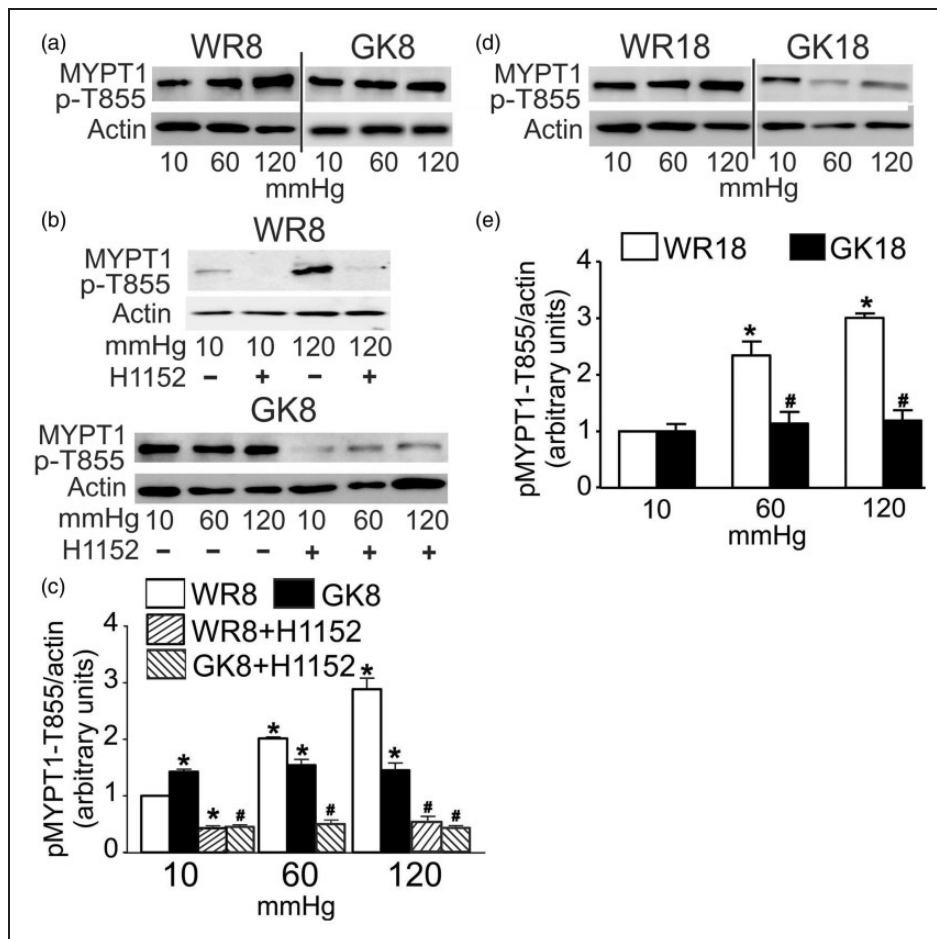 (a)
WR8 GK8
MYPT1
p-T855
Actin
10 60 120 10 60 120
mmHg
(b)
WR8
MYPT1
p-T855
Actin
mmHg 10 10 120 120
H1152 – + – +
GK8
MYPT1
p-T855
Actin
mmHg 10 60 120 10 60 120
H1152 – – – + + +
(c)
WR8 GK8
WR8+H1152
GK8+H1152
pMYPT1-T855/actin
(arbitrary units)
4
3
2
1
0
* * # * * # * * # #
10 60 120
mmHg
(d)
WR18 GK18
MYPT1
p-T855
Actin
10 60 120 10 60 120
mmHg
(e)
WR18 GK18
pMYPT1-T855/actin
(arbitrary units)
4
3
2
1
0
* # * #
10 60 120
mmHg